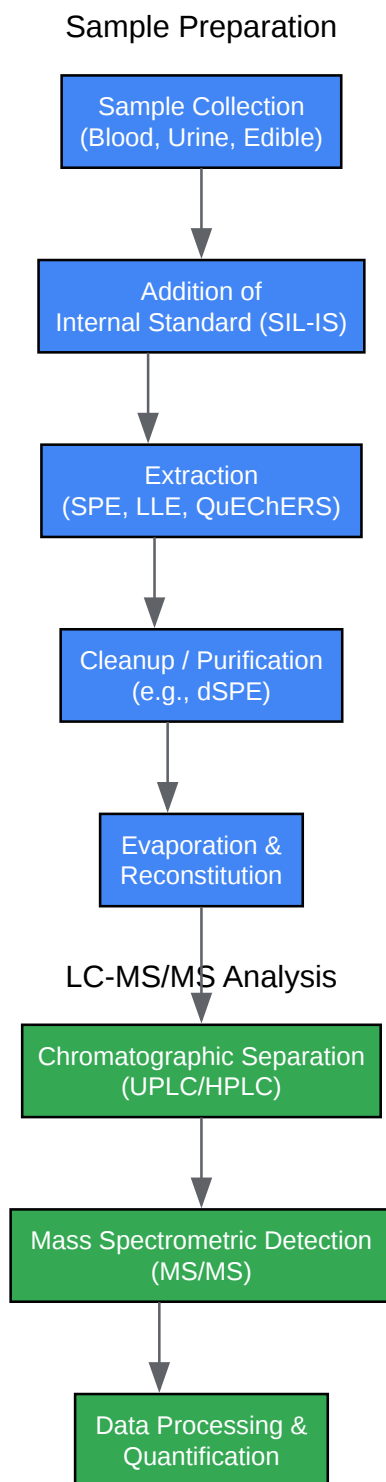 Sample Preparation
Sample Collection
(Blood, Urine, Edible)
Addition of
Internal Standard (SIL-IS)
Extraction
(SPE, LLE, QuEChERS)
Cleanup / Purification
(e.g., dSPE)
Evaporation &
Reconstitution
LC-MS/MS Analysis
Chromatographic Separation
(UPLC/HPLC)
Mass Spectrometric Detection
(MS/MS)
Data Processing &
Quantification